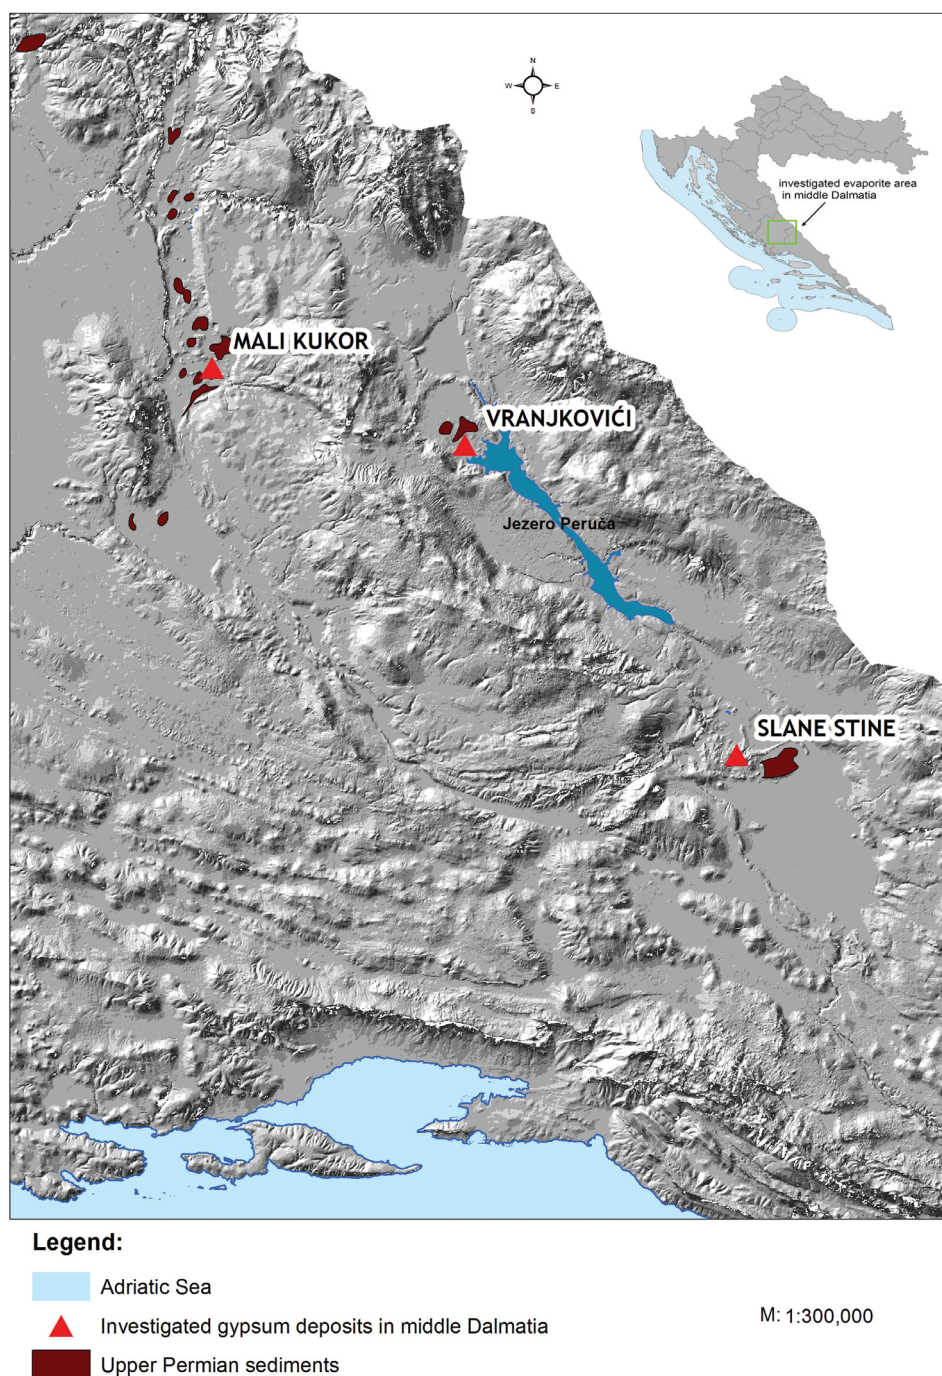 N
W E
S
investigated evaporite area
in middle Dalmatia
MALI KUKOR
VRANJKOVIĆI
Jezero Peruča
SLANE STINE
Legend:
Adriatic Sea
Investigated gypsum deposits in middle Dalmatia
M: 1:300,000
Upper Permian sediments